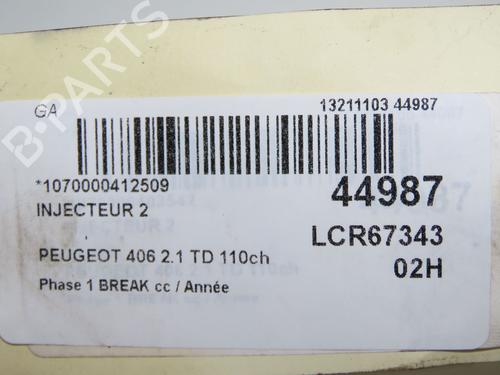 B-PARTS
GA
13211103 44987
*1070000412509
44987
INJECTEUR 2
LCR67343
PEUGEOT 406 2.1 TD 110ch
02H
Phase 1 BREAK cc / Année